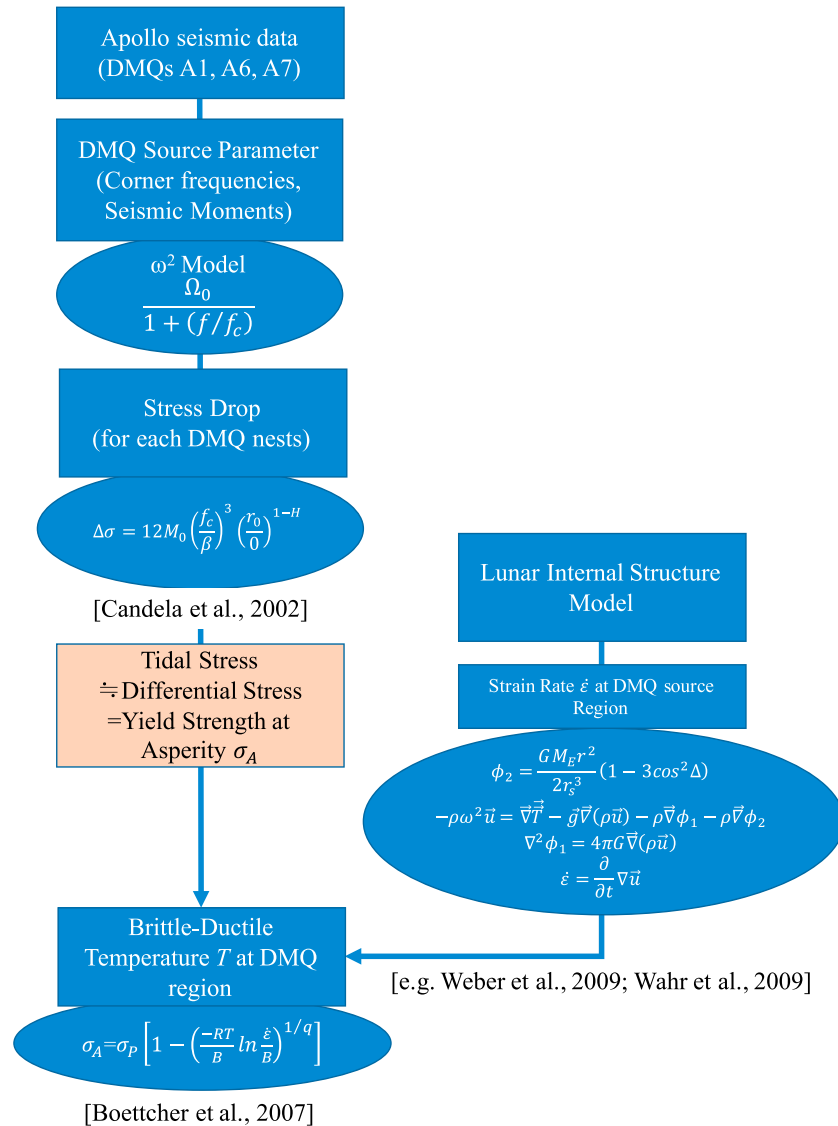 Apollo seismic data
(DMQs A1, A6, A7)
DMQ Source Parameter
(Corner frequencies,
Seismic Moments)
ω² Model
Ω₀
1 + (f/f_c)
Stress Drop
(for each DMQ nests)
Δσ = 12M₀ (f_c/β)³ (r₀/0)^{1−H}
[Candela et al., 2002]
Tidal Stress
≒Differential Stress
=Yield Strength at
Asperity σ_A
Lunar Internal Structure
Model
Strain Rate ε̇ at DMQ source
Region
ϕ₂ = GM_E r²/2r_s³ (1 − 3cos²Δ)
−ρω²u⃗ = ∇⃗T⃗⃗ − g⃗∇⃗(ρu⃗) − ρ∇⃗ϕ₁ − ρ∇⃗ϕ₂
∇²ϕ₁ = 4πG∇⃗(ρu⃗)
ε̇ = ∂/∂t ∇u⃗
[e.g. Weber et al., 2009; Wahr et al., 2009]
Brittle-Ductile
Temperature T at DMQ
region
σ_A=σ_P [1 − (−RT/B ln ε̇/B)^{1/q}]
[Boettcher et al., 2007]